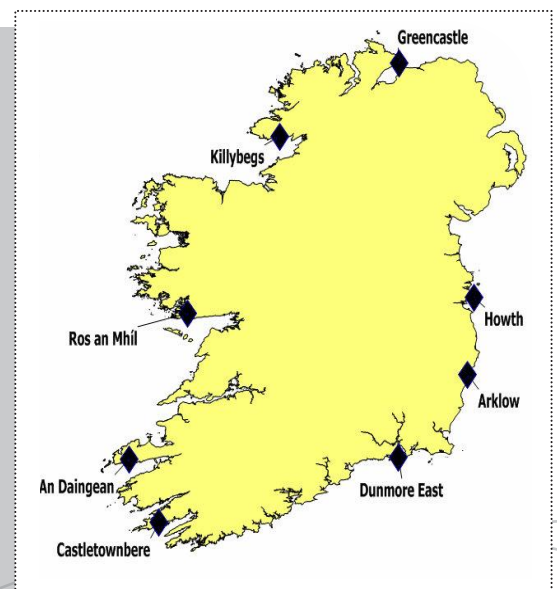 Greencastle
Killybegs
Howth
Ros an Mhíl
Arklow
An Daingean
Dunmore East
Castletownbere